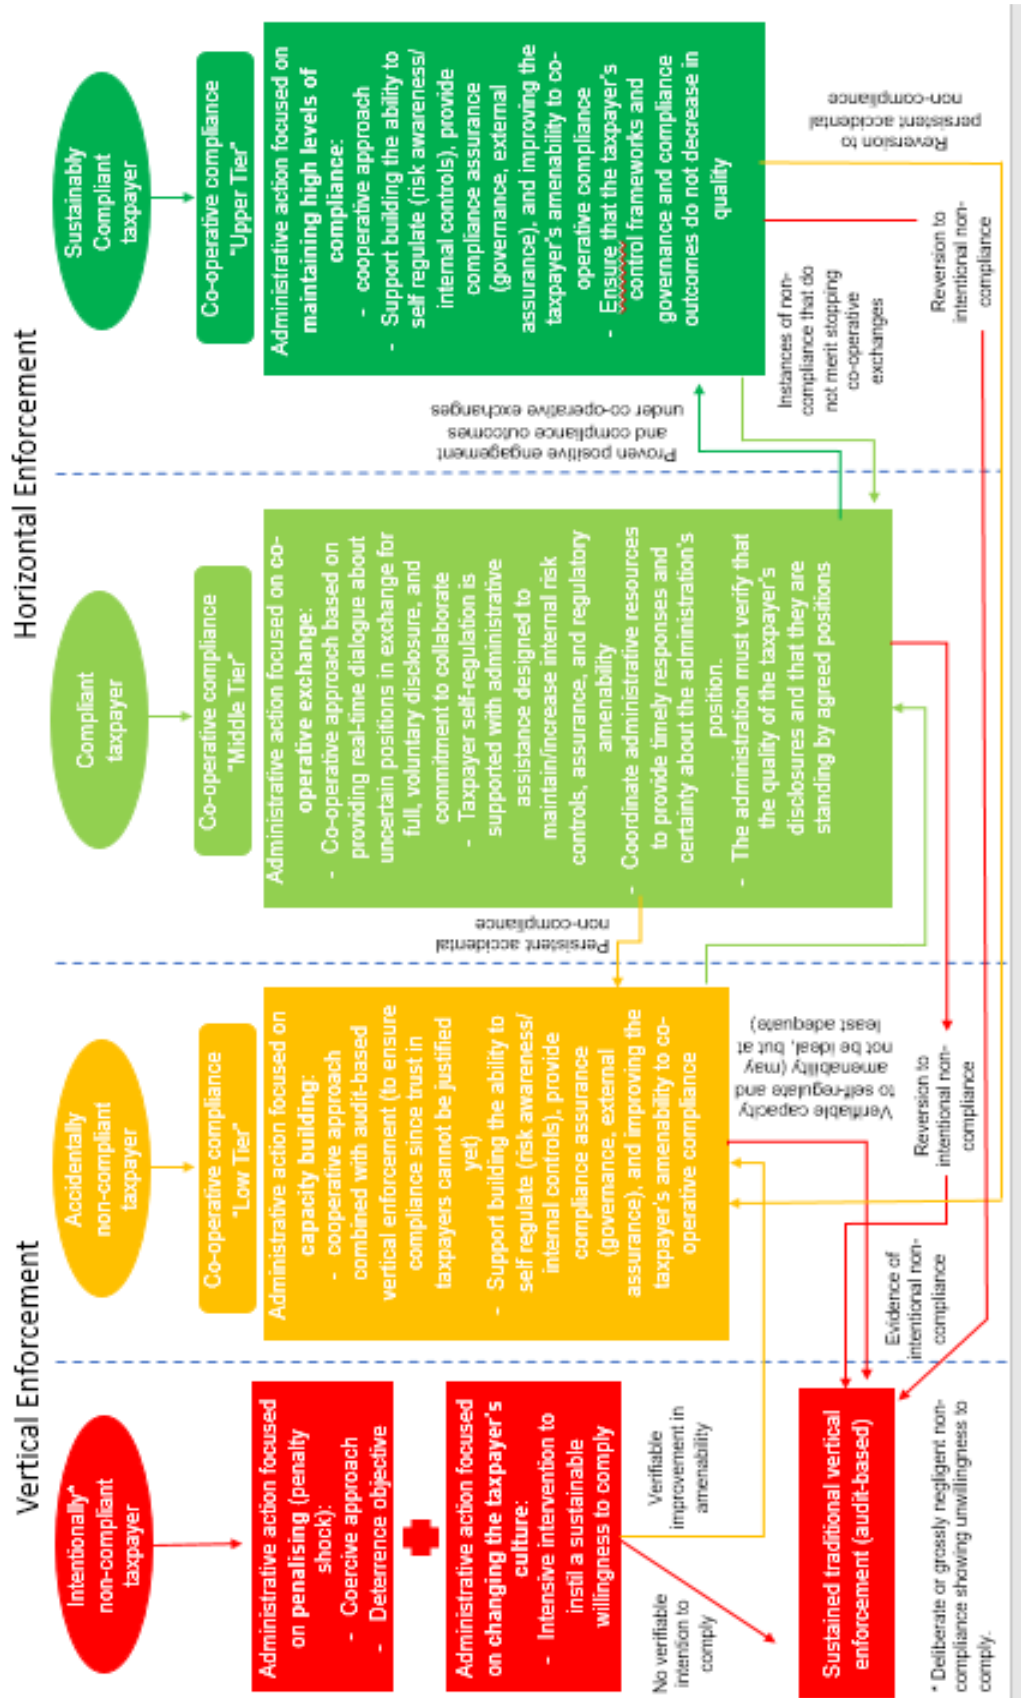 Vertical Enforcement
Horizontal Enforcement
Intentionally*
non-compliant
taxpayer
Administrative action focused
on penalising (penalty
shock):
- Coercive approach
- Deterrence objective
Administrative action focused
on changing the taxpayer's
culture:
- Intensive intervention to
instil a sustainable
willingness to comply
No verifiable
intention to
comply
Verifiable
improvement in
amenability
Sustained traditional vertical
enforcement (audit-based)
* Deliberate or grossly negligent non-
compliance showing unwillingness to
comply.
Accidentally
non-compliant
taxpayer
Co-operative compliance
"Low Tier"
Administrative action focused on
capacity building:
- cooperative approach
combined with audit-based
vertical enforcement (to ensure
compliance since trust in
taxpayers cannot be justified
yet)
- Support building the ability to
self regulate (risk awareness/
internal controls), provide
compliance assurance
(governance, external
assurance), and improving the
taxpayer's amenability to co-
operative compliance
Evidence of
intentional non-
compliance
Verifiable capacity
to self-regulate and
amenability (may
not be ideal, but at
least adequate)
Persistent accidental
non-compliance
Compliant
taxpayer
Co-operative compliance
"Middle Tier"
Administrative action focused on co-
operative exchange:
- Co-operative approach based on
providing real-time dialogue about
uncertain positions in exchange for
full, voluntary disclosure, and
commitment to collaborate
- Taxpayer self-regulation is
supported with administrative
assistance designed to
maintain/increase internal risk
controls, assurance, and regulatory
amenability
- Coordinate administrative resources
to provide timely responses and
certainty about the administration's
position.
- The administration must verify that
the quality of the taxpayer's
disclosures and that they are
standing by agreed positions
Reversion to
intentional non-
compliance
Proven positive engagement
and compliance outcomes
under co-operative exchanges
Sustainably
Compliant
taxpayer
Co-operative compliance
"Upper Tier"
Administrative action focused on
maintaining high levels of
compliance:
- cooperative approach
- Support building the ability to
self regulate (risk awareness/
internal controls), provide
compliance assurance
(governance, external
assurance), and improving the
taxpayer's amenability to co-
operative compliance
- Ensure that the taxpayer's
control frameworks and
governance and compliance
outcomes do not decrease in
quality
Instances of non-
compliance that do
not merit stopping
co-operative
exchanges
Reversion to
intentional non-
compliance
Reversion to
persistent accidental
non-compliance